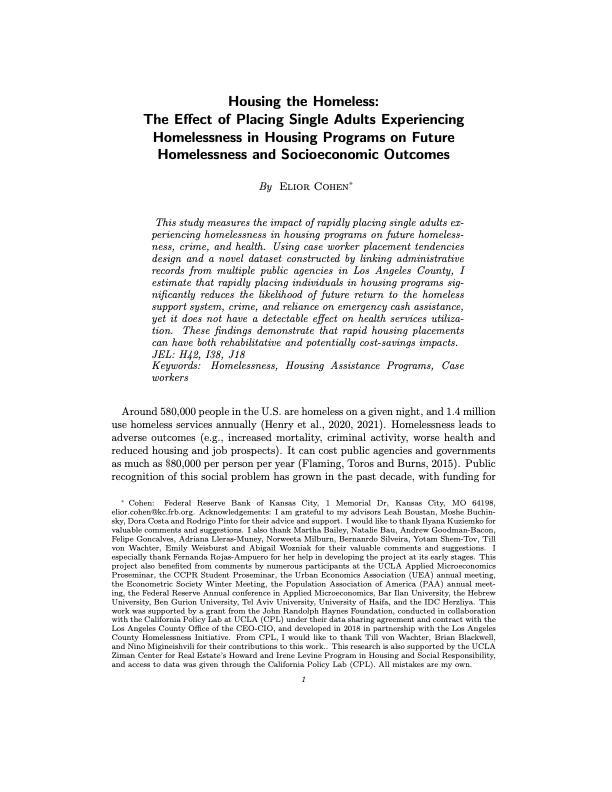 Housing the Homeless:
The Effect of Placing Single Adults Experiencing
Homelessness in Housing Programs on Future
Homelessness and Socioeconomic Outcomes
By Elior Cohen*
This study measures the impact of rapidly placing single adults ex-
periencing homelessness in housing programs on future homeless-
ness, crime, and health. Using case worker placement tendencies
design and a novel dataset constructed by linking administrative
records from multiple public agencies in Los Angeles County, I
estimate that rapidly placing individuals in housing programs sig-
nificantly reduces the likelihood of future return to the homeless
support system, crime, and reliance on emergency cash assistance,
yet it does not have a detectable effect on health services utiliza-
tion. These findings demonstrate that rapid housing placements
can have both rehabilitative and potentially cost-savings impacts.
JEL: H42, I38, J18
Keywords: Homelessness, Housing Assistance Programs, Case
workers
Around 580,000 people in the U.S. are homeless on a given night, and 1.4 million
use homeless services annually (Henry et al., 2020, 2021). Homelessness leads to
adverse outcomes (e.g., increased mortality, criminal activity, worse health and
reduced housing and job prospects). It can cost public agencies and governments
as much as $80,000 per person per year (Flaming, Toros and Burns, 2015). Public
recognition of this social problem has grown in the past decade, with funding for
* Cohen: Federal Reserve Bank of Kansas City, 1 Memorial Dr, Kansas City, MO 64198,
elior.cohen@kc.frb.org. Acknowledgements: I am grateful to my advisors Leah Boustan, Moshe Buchin-
sky, Dora Costa and Rodrigo Pinto for their advice and support. I would like to thank Ilyana Kuziemko for
valuable comments and suggestions. I also thank Martha Bailey, Natalie Bau, Andrew Goodman-Bacon,
Felipe Goncalves, Adriana Lleras-Muney, Norweeta Milburn, Bernanrdo Silveira, Yotam Shem-Tov, Till
von Wachter, Emily Weisburst and Abigail Wozniak for their valuable comments and suggestions. I
especially thank Fernanda Rojas-Ampuero for her help in developing the project at its early stages. This
project also benefited from comments by numerous participants at the UCLA Applied Microeconomics
Proseminar, the CCPR Student Proseminar, the Urban Economics Association (UEA) annual meeting,
the Econometric Society Winter Meeting, the Population Association of America (PAA) annual meet-
ing, the Federal Reserve Annual conference in Applied Microeconomics, Bar Ilan University, the Hebrew
University, Ben Gurion University, Tel Aviv University, University of Haifa, and the IDC Herzliya. This
work was supported by a grant from the John Randolph Haynes Foundation, conducted in collaboration
with the California Policy Lab at UCLA (CPL) under their data sharing agreement and contract with the
Los Angeles County Office of the CEO-CIO, and developed in 2018 in partnership with the Los Angeles
County Homelessness Initiative. From CPL, I would like to thank Till von Wachter, Brian Blackwell,
and Nino Migineishvili for their contributions to this work.. This research is also supported by the UCLA
Ziman Center for Real Estate's Howard and Irene Levine Program in Housing and Social Responsibility,
and access to data was given through the California Policy Lab (CPL). All mistakes are my own.
1